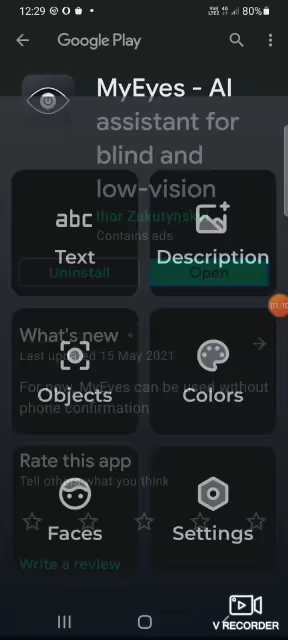 12:29
80%
Google Play
MyEyes - AI
assistant for
blind and
low-vision
Illor Zakutynskyi
Contains ads
abc
Text
Description
Uninstall
Open
What's new
Last updated 15 May 2021
For now, MyEyes can be used without
phone confirmation
Objects
Colors
Rate this app
Tell others what you think
Faces
Settings
Write a review
V RECORDER